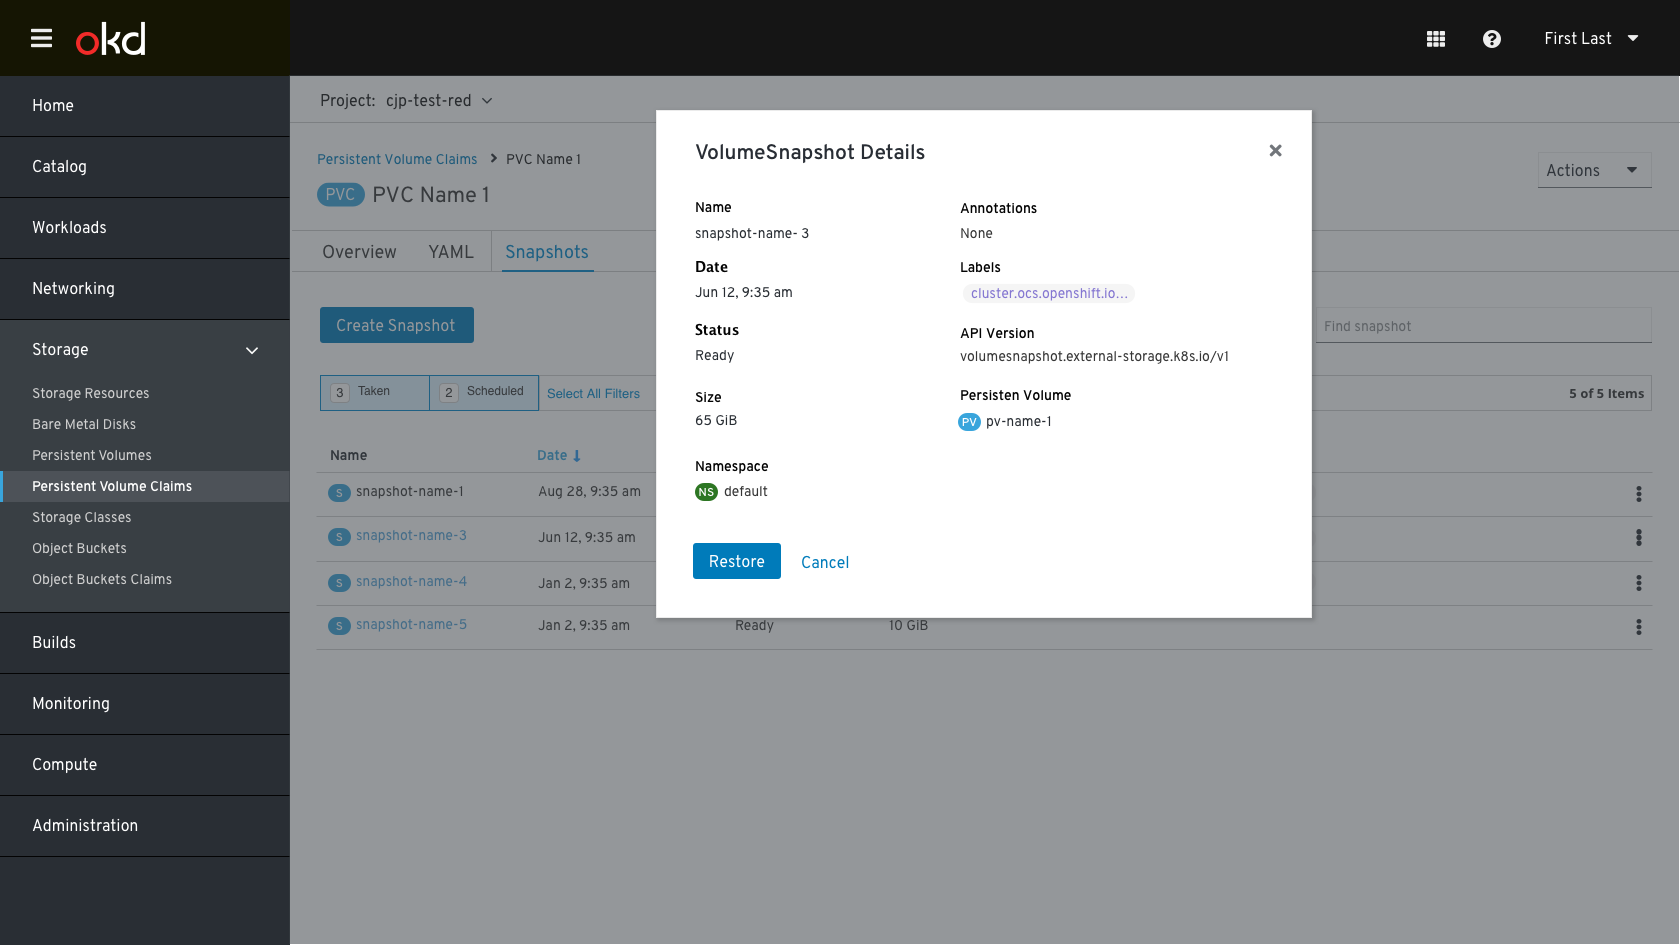 okd
First Last
Home
Catalog
Workloads
Networking
Storage
Storage Resources
Bare Metal Disks
Persistent Volumes
Persistent Volume Claims
Storage Classes
Object Buckets
Object Buckets Claims
Builds
Monitoring
Compute
Administration
Project: cjp-test-red
Persistent Volume Claims > PVC Name 1
PVC PVC Name 1
Actions
Overview YAML Snapshots
Create Snapshot
Find snapshot
3 Taken 2 Scheduled Select All Filters
5 of 5 Items
Name Date
S snapshot-name-1 Aug 28, 9:35 am
S snapshot-name-3 Jun 12, 9:35 am
S snapshot-name-4 Jan 2, 9:35 am
S snapshot-name-5 Jan 2, 9:35 am Ready 10 GiB
VolumeSnapshot Details
Name
snapshot-name- 3
Date
Jun 12, 9:35 am
Status
Ready
Size
65 GiB
Namespace
NS default
Annotations
None
Labels
cluster.ocs.openshift.io...
API Version
volumesnapshot.external-storage.k8s.io/v1
Persisten Volume
PV pv-name-1
Restore Cancel